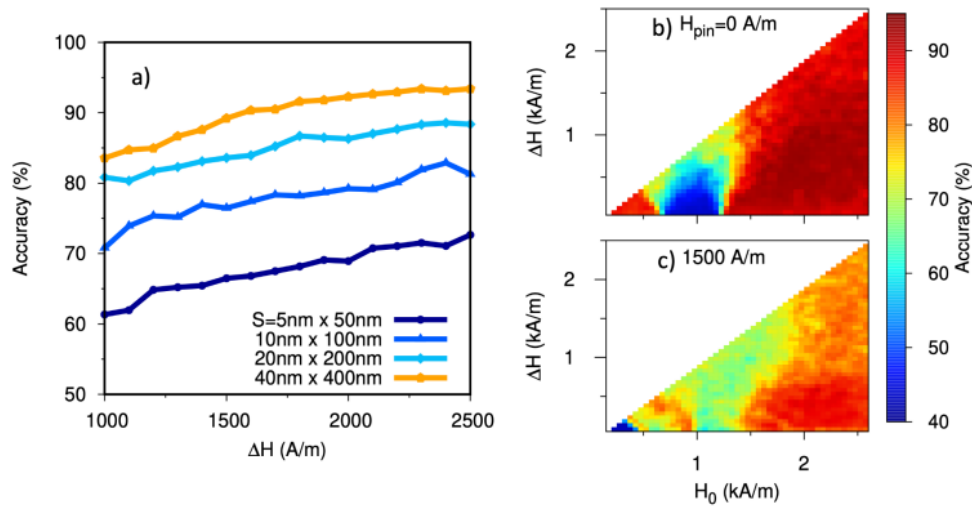 100
90
80
70
60
50
Accuracy (%)
a)
S=5nm x 50nm
10nm x 100nm
20nm x 200nm
40nm x 400nm
1000
1500
2000
2500
ΔH (A/m)
b)
H_pin=0 A/m
2
1
ΔH (kA/m)
c) 1500 A/m
2
1
ΔH (kA/m)
1
2
H₀ (kA/m)
90
80
70
60
50
40
Accuracy (%)